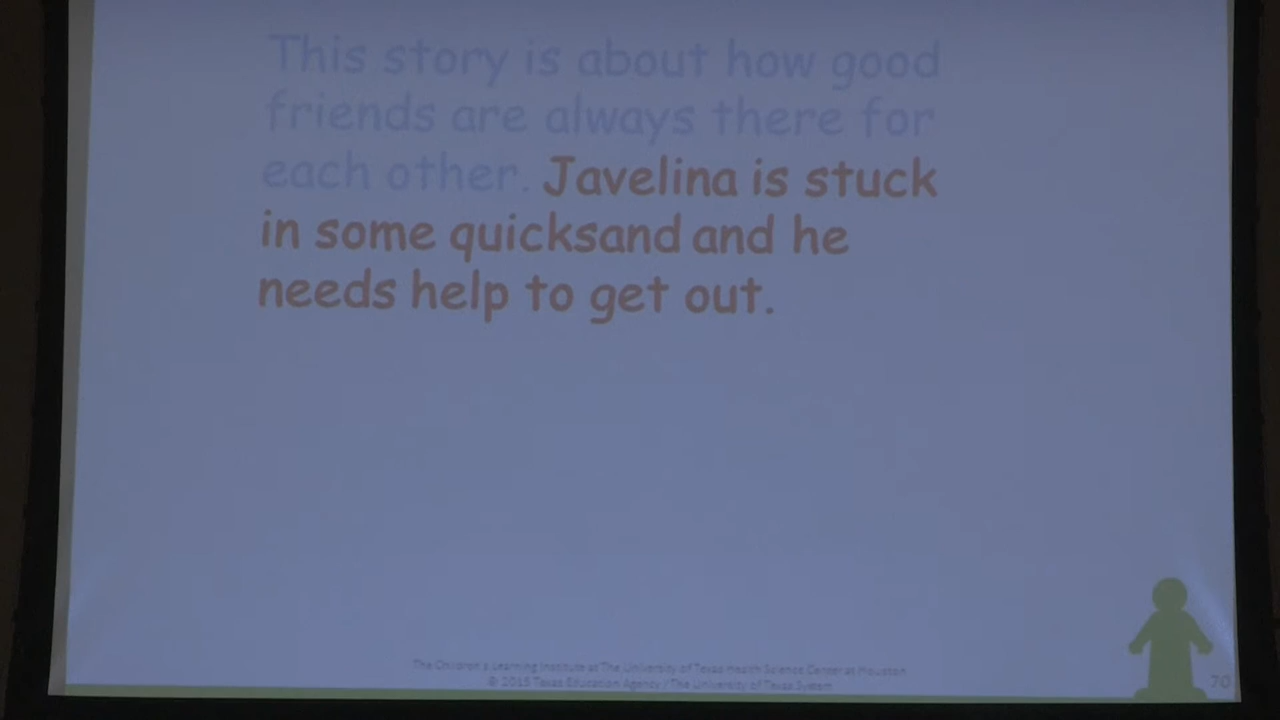 This story is about how good
friends are always there for
each other. Javelina is stuck
in some quicksand and he
needs help to get out.
The Children's Learning Institute at The University of Texas Health Science Center at Houston
© 2015 Texas Education Agency / The University of Texas System
70